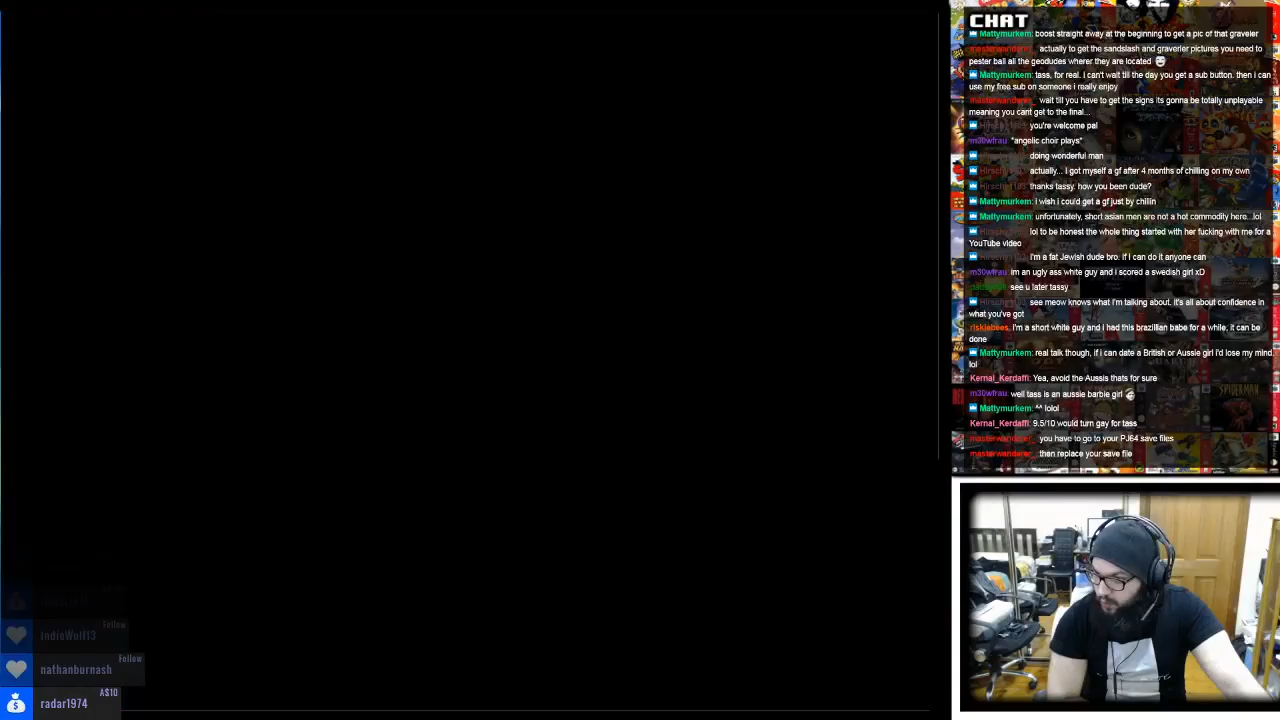 CHAT
Mattymurkem: boost straight away at the beginning to get a pic of that graveler
masterwanderer_ actually to get the sandslash and graverler pictures you need to
pester ball all the geodudes wherer they are located
Mattymurkem: tass, for real. i can't wait till the day you get a sub button. then i can
use my free sub on someone i really enjoy
masterwanderer_ wait till you have to get the signs its gonna be totally unplayable
meaning you cant get to the final...
you're welcome pal
m30wfrau: *angelic choir plays*
doing wonderful man
actually... I got myself a gf after 4 months of chilling on my own
thanks tassy. how you been dude?
Mattymurkem: i wish i could get a gf just by chillin
Mattymurkem: unfortunately, short asian men are not a hot commodity here...lol
lol to be honest the whole thing started with her fucking with me for a
YouTube video
I'm a fat Jewish dude bro. if I can do it anyone can
m30wfrau: im an ugly ass white guy and i scored a swedish girl xD
see u later tassy
see meow knows what I'm talking about. it's all about confidence in
what you've got
riskiebees: I'm a short white guy and i had this brazillian babe for a while, it can be
done
Mattymurkem: real talk though, if i can date a British or Aussie girl I'd lose my mind.
lol
Kernal_Kerdaffi: Yea, avoid the Aussis thats for sure
m30wfrau: well tass is an aussie barbie girl
Mattymurkem: ^^ lolol
Kernal_Kerdaffi: 9.5/10 would turn gay for tass
masterwanderer_ you have to go to your PJ64 save files
masterwanderer_ then replace your save file
SPIDERMAN
Follow
indieWolf13
Follow
nathanburnash
A$10
radar1974